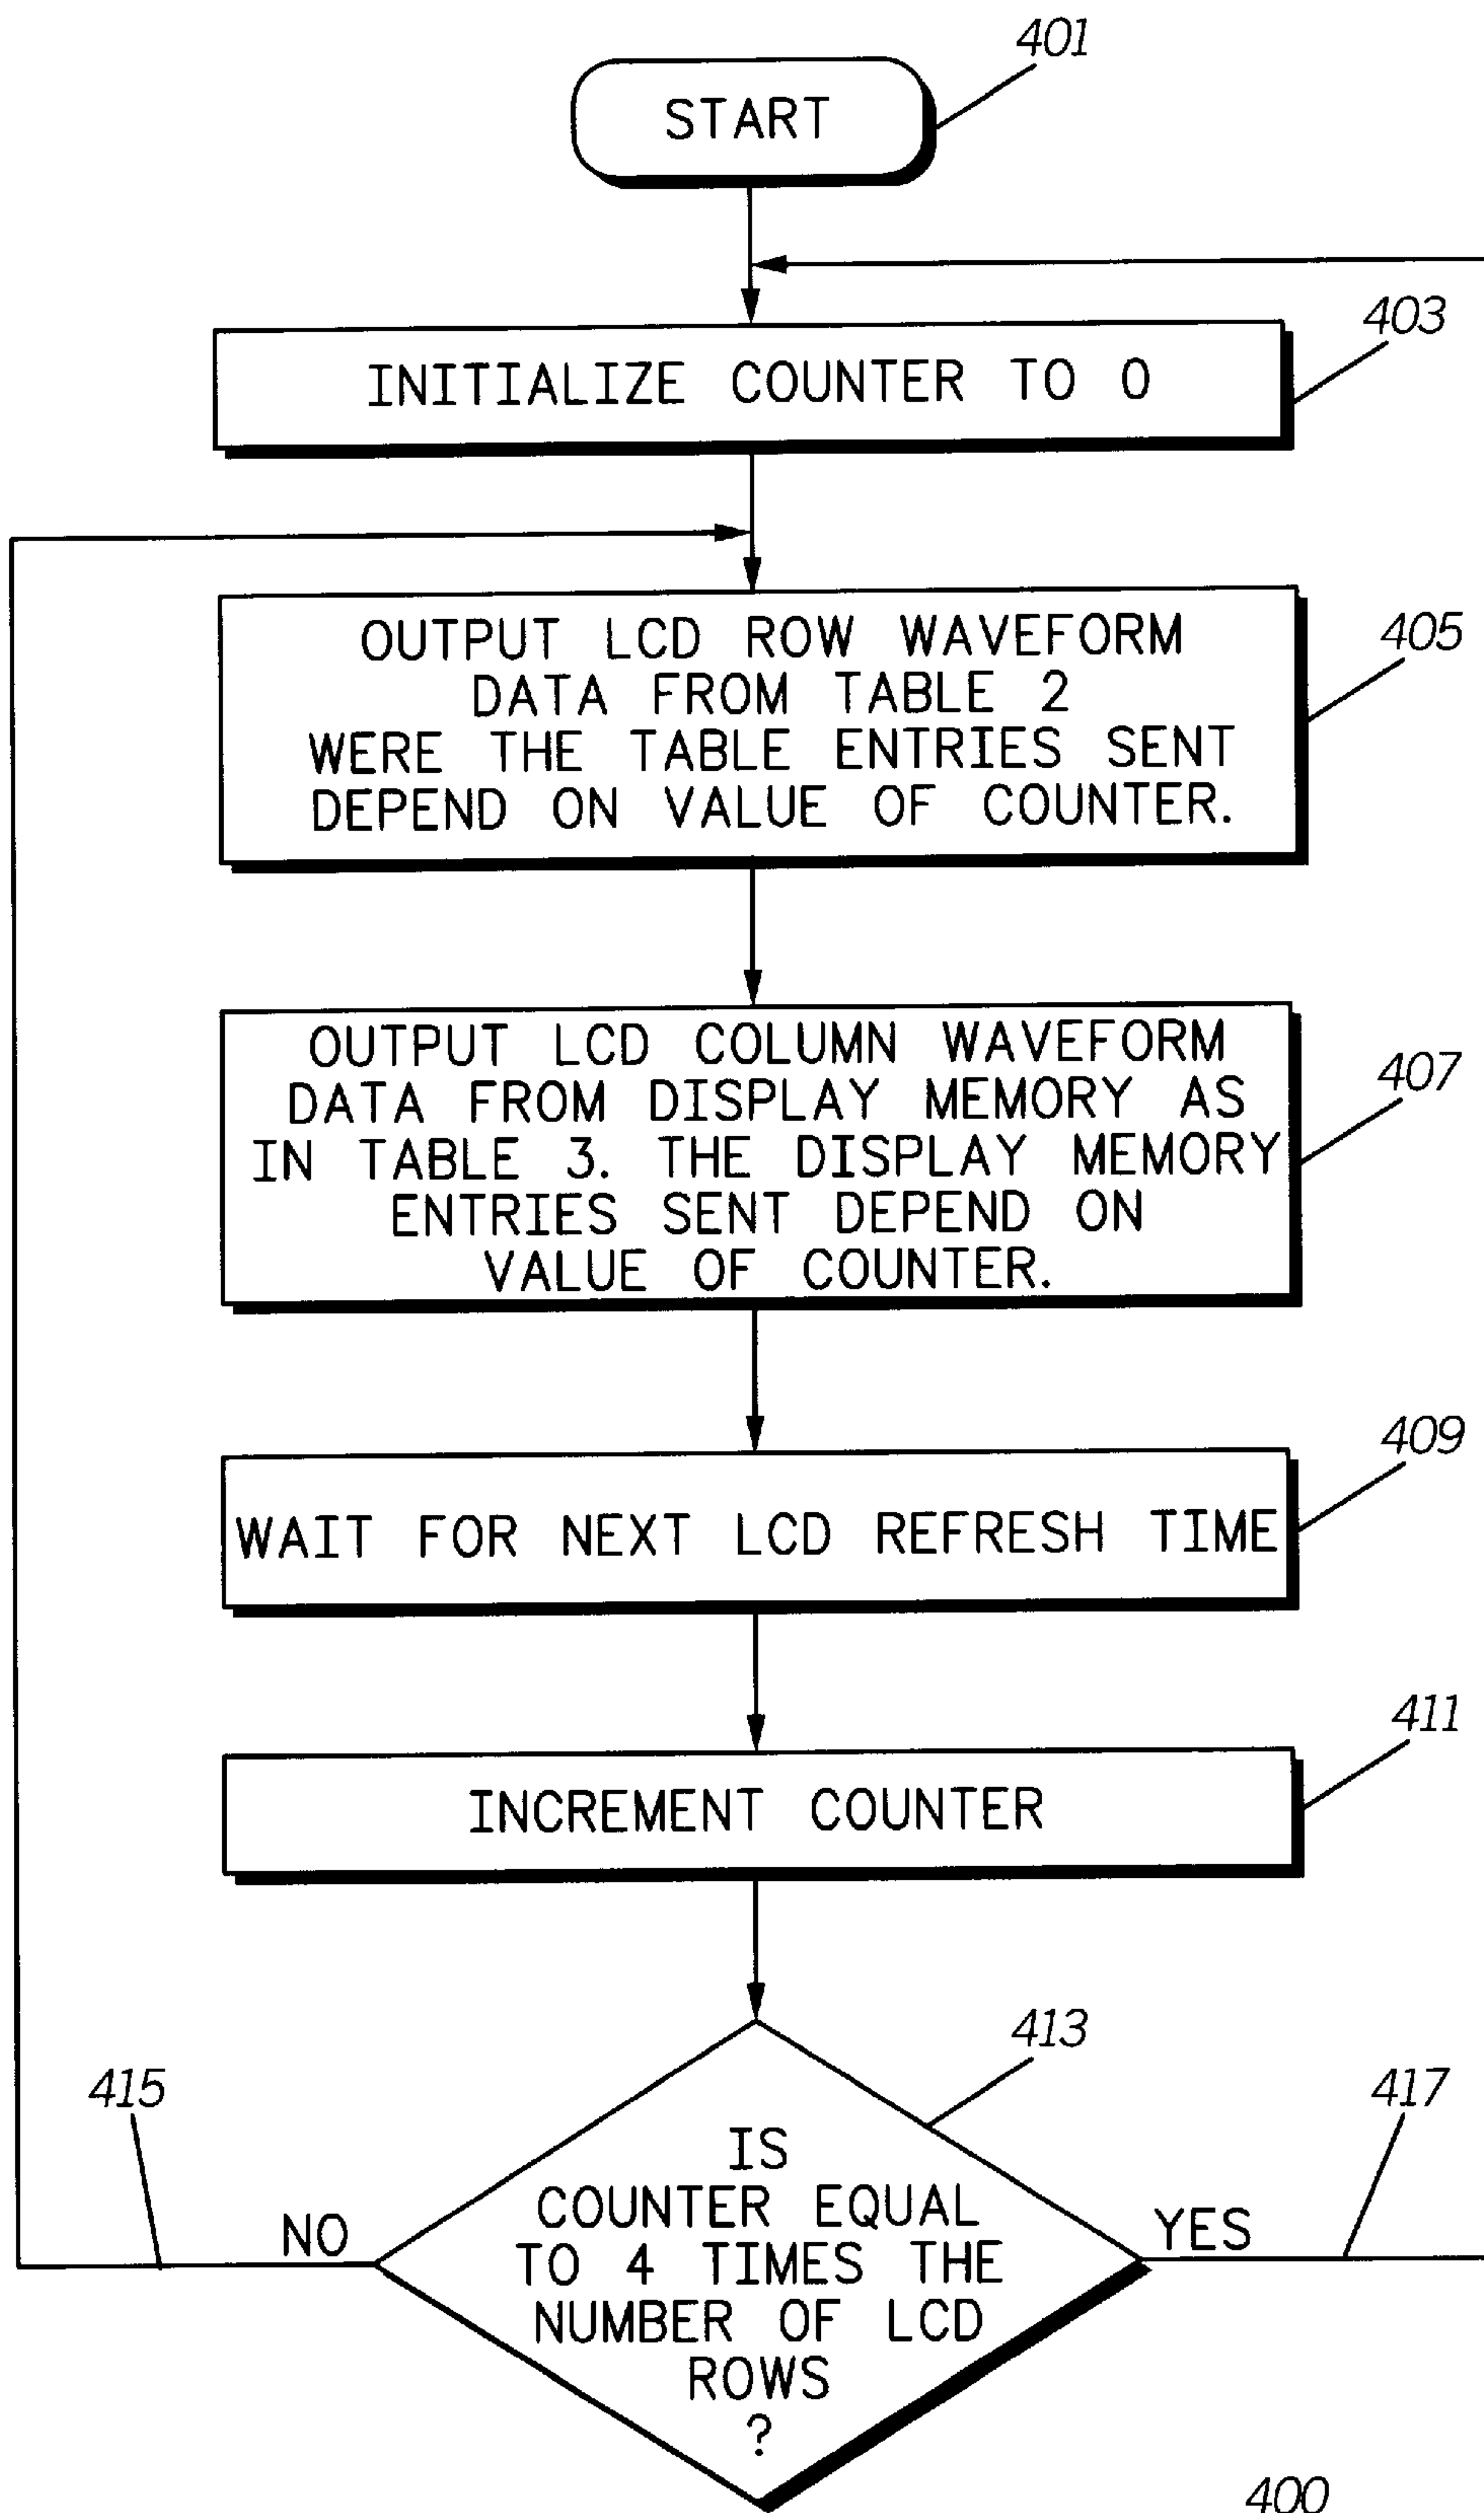 401
START
403
INITIALIZE COUNTER TO 0
405
OUTPUT LCD ROW WAVEFORM
DATA FROM TABLE 2
WERE THE TABLE ENTRIES SENT
DEPEND ON VALUE OF COUNTER.
407
OUTPUT LCD COLUMN WAVEFORM
DATA FROM DISPLAY MEMORY AS
IN TABLE 3. THE DISPLAY MEMORY
ENTRIES SENT DEPEND ON
VALUE OF COUNTER.
409
WAIT FOR NEXT LCD REFRESH TIME
411
INCREMENT COUNTER
413
415
417
IS
COUNTER EQUAL
TO 4 TIMES THE
NUMBER OF LCD
ROWS
?
NO
YES
400